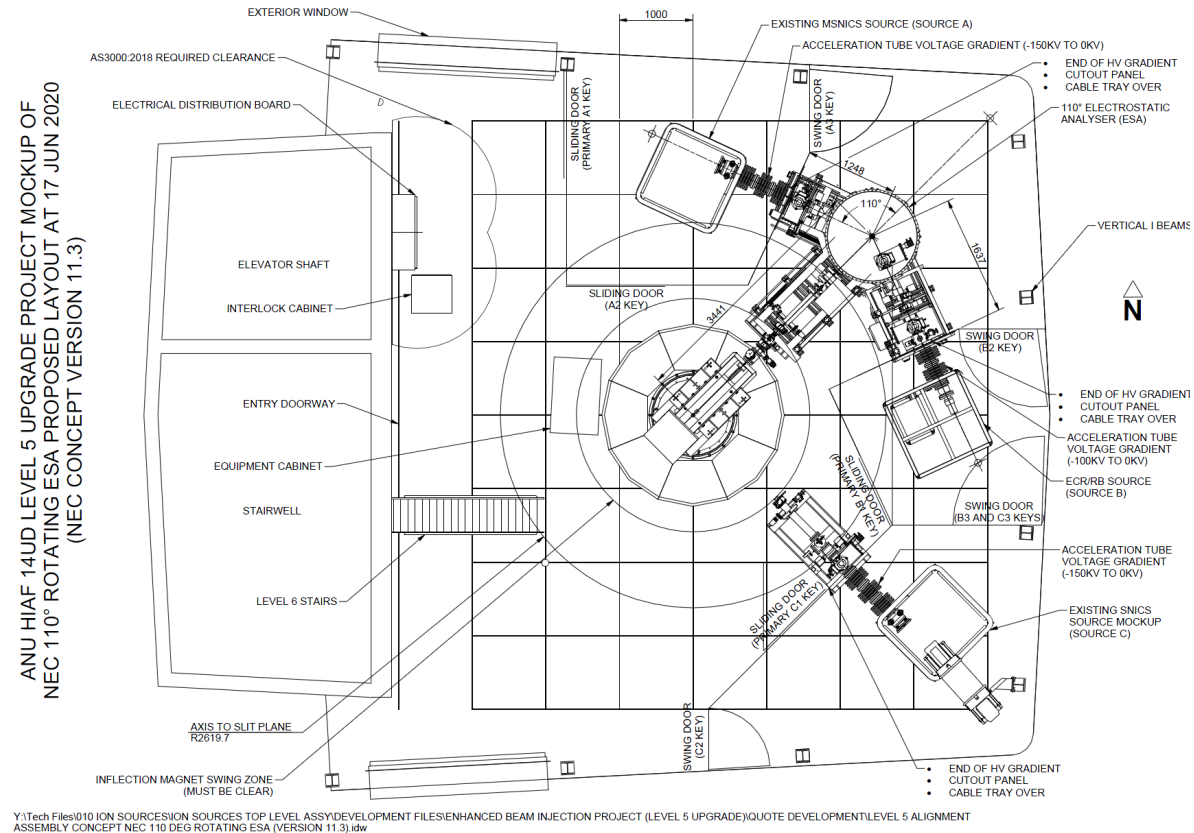 ANU HIAF 14UD LEVEL 5 UPGRADE PROJECT MOCKUP OF
NEC 110° ROTATING ESA PROPOSED LAYOUT AT 17 JUN 2020
(NEC CONCEPT VERSION 11.3)
EXTERIOR WINDOW
1000
EXISTING MSNICS SOURCE (SOURCE A)
ACCELERATION TUBE VOLTAGE GRADIENT (-150KV TO 0KV)
AS3000:2018 REQUIRED CLEARANCE
• END OF HV GRADIENT
• CUTOUT PANEL
• CABLE TRAY OVER
D
ELECTRICAL DISTRIBUTION BOARD
SLIDING DOOR
(PRIMARY A1 KEY)
SWING DOOR
(A3 KEY)
110° ELECTROSTATIC
ANALYSER (ESA)
1248
110°
VERTICAL I BEAMS
1637
ELEVATOR SHAFT
SLIDING DOOR
(A2 KEY)
INTERLOCK CABINET
3441
N
SWING DOOR
(B2 KEY)
ENTRY DOORWAY
• END OF HV GRADIENT
• CUTOUT PANEL
• CABLE TRAY OVER
ACCELERATION TUBE
VOLTAGE GRADIENT
(-100KV TO 0KV)
EQUIPMENT CABINET
SLIDING DOOR
(PRIMARY B1 KEY)
ECR/RB SOURCE
(SOURCE B)
STAIRWELL
SWING DOOR
(B3 AND C3 KEYS)
ACCELERATION TUBE
VOLTAGE GRADIENT
(-150KV TO 0KV)
LEVEL 6 STAIRS
SLIDING DOOR
(PRIMARY C1 KEY)
EXISTING SNICS
SOURCE MOCKUP
(SOURCE C)
AXIS TO SLIT PLANE
R2619.7
SWING DOOR
(C2 KEY)
INFLECTION MAGNET SWING ZONE
(MUST BE CLEAR)
• END OF HV GRADIENT
• CUTOUT PANEL
• CABLE TRAY OVER
Y:\Tech Files\010 ION SOURCES\ION SOURCES TOP LEVEL ASSY\DEVELOPMENT FILES\ENHANCED BEAM INJECTION PROJECT (LEVEL 5 UPGRADE)\QUOTE DEVELOPMENT\LEVEL 5 ALIGNMENT
ASSEMBLY CONCEPT NEC 110 DEG ROTATING ESA (VERSION 11.3).idw